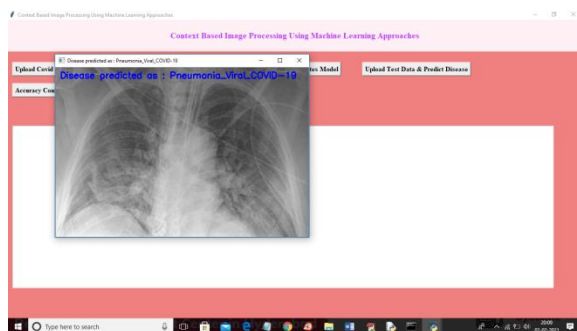 Context Based Image Processing Using Machine Learning Approaches
Context Based Image Processing Using Machine Learning Approaches
Disease predicted as : Pneumonia_Viral_COVID-19
Disease predicted as : Pneumonia_Viral_COVID-19
Upload Covid
Model
Upload Test Data & Predict Disease
Accuracy
Type here to search
20:09